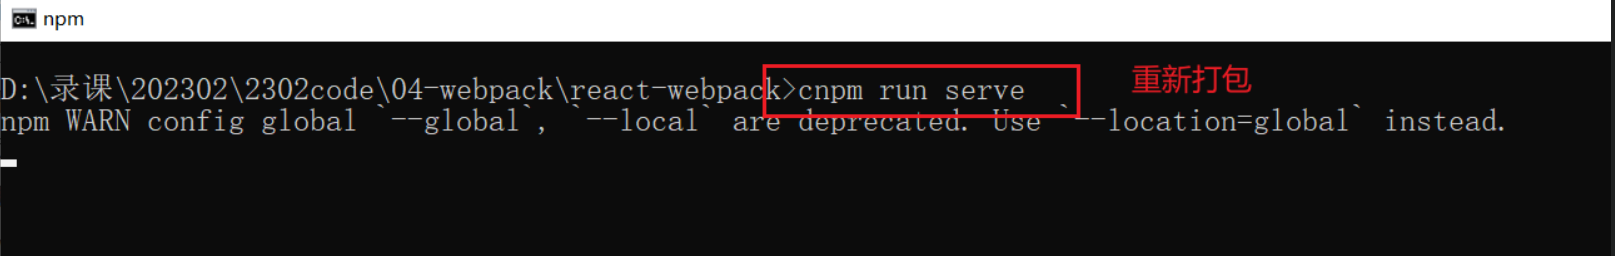 npm
D:\录课\202302\2302code\04-webpack\react-webpack>cnpm run serve
重新打包
npm WARN config global `--global`, `--local` are deprecated. Use `--location=global` instead.